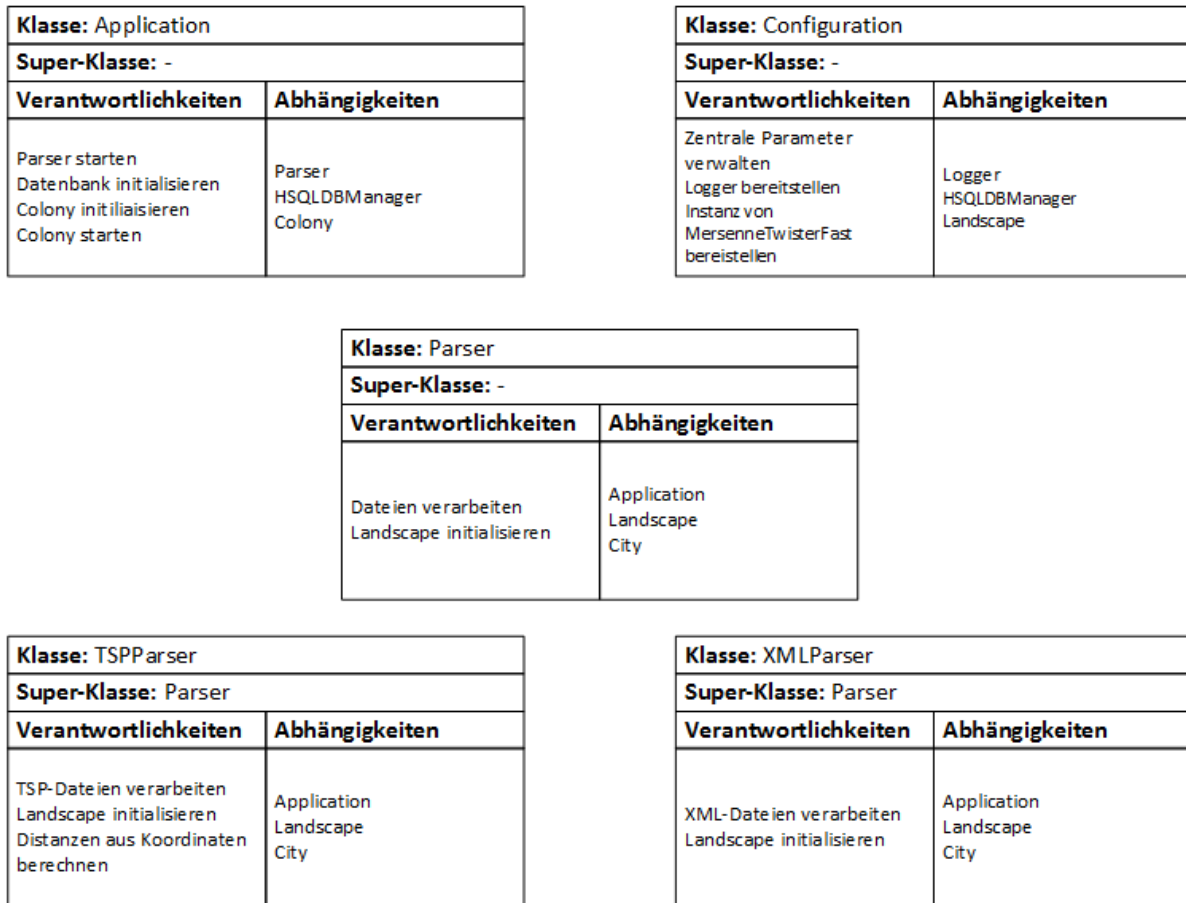 Klasse: Application
Super-Klasse: -
Verantwortlichkeiten
Abhängigkeiten
Parser starten
Datenbank initialisieren
Colony initiliaisieren
Colony starten
Parser
HSQLDBManager
Colony
Klasse: Configuration
Super-Klasse: -
Verantwortlichkeiten
Abhängigkeiten
Zentrale Parameter
verwalten
Logger bereitstellen
Instanz von
MersenneTwisterFast
bereistellen
Logger
HSQLDBManager
Landscape
Klasse: Parser
Super-Klasse: -
Verantwortlichkeiten
Abhängigkeiten
Dateien verarbeiten
Landscape initialisieren
Application
Landscape
City
Klasse: TSPParser
Super-Klasse: Parser
Verantwortlichkeiten
Abhängigkeiten
TSP-Dateien verarbeiten
Landscape initialisieren
Distanzen aus Koordinaten
berechnen
Application
Landscape
City
Klasse: XMLParser
Super-Klasse: Parser
Verantwortlichkeiten
Abhängigkeiten
XML-Dateien verarbeiten
Landscape initialisieren
Application
Landscape
City